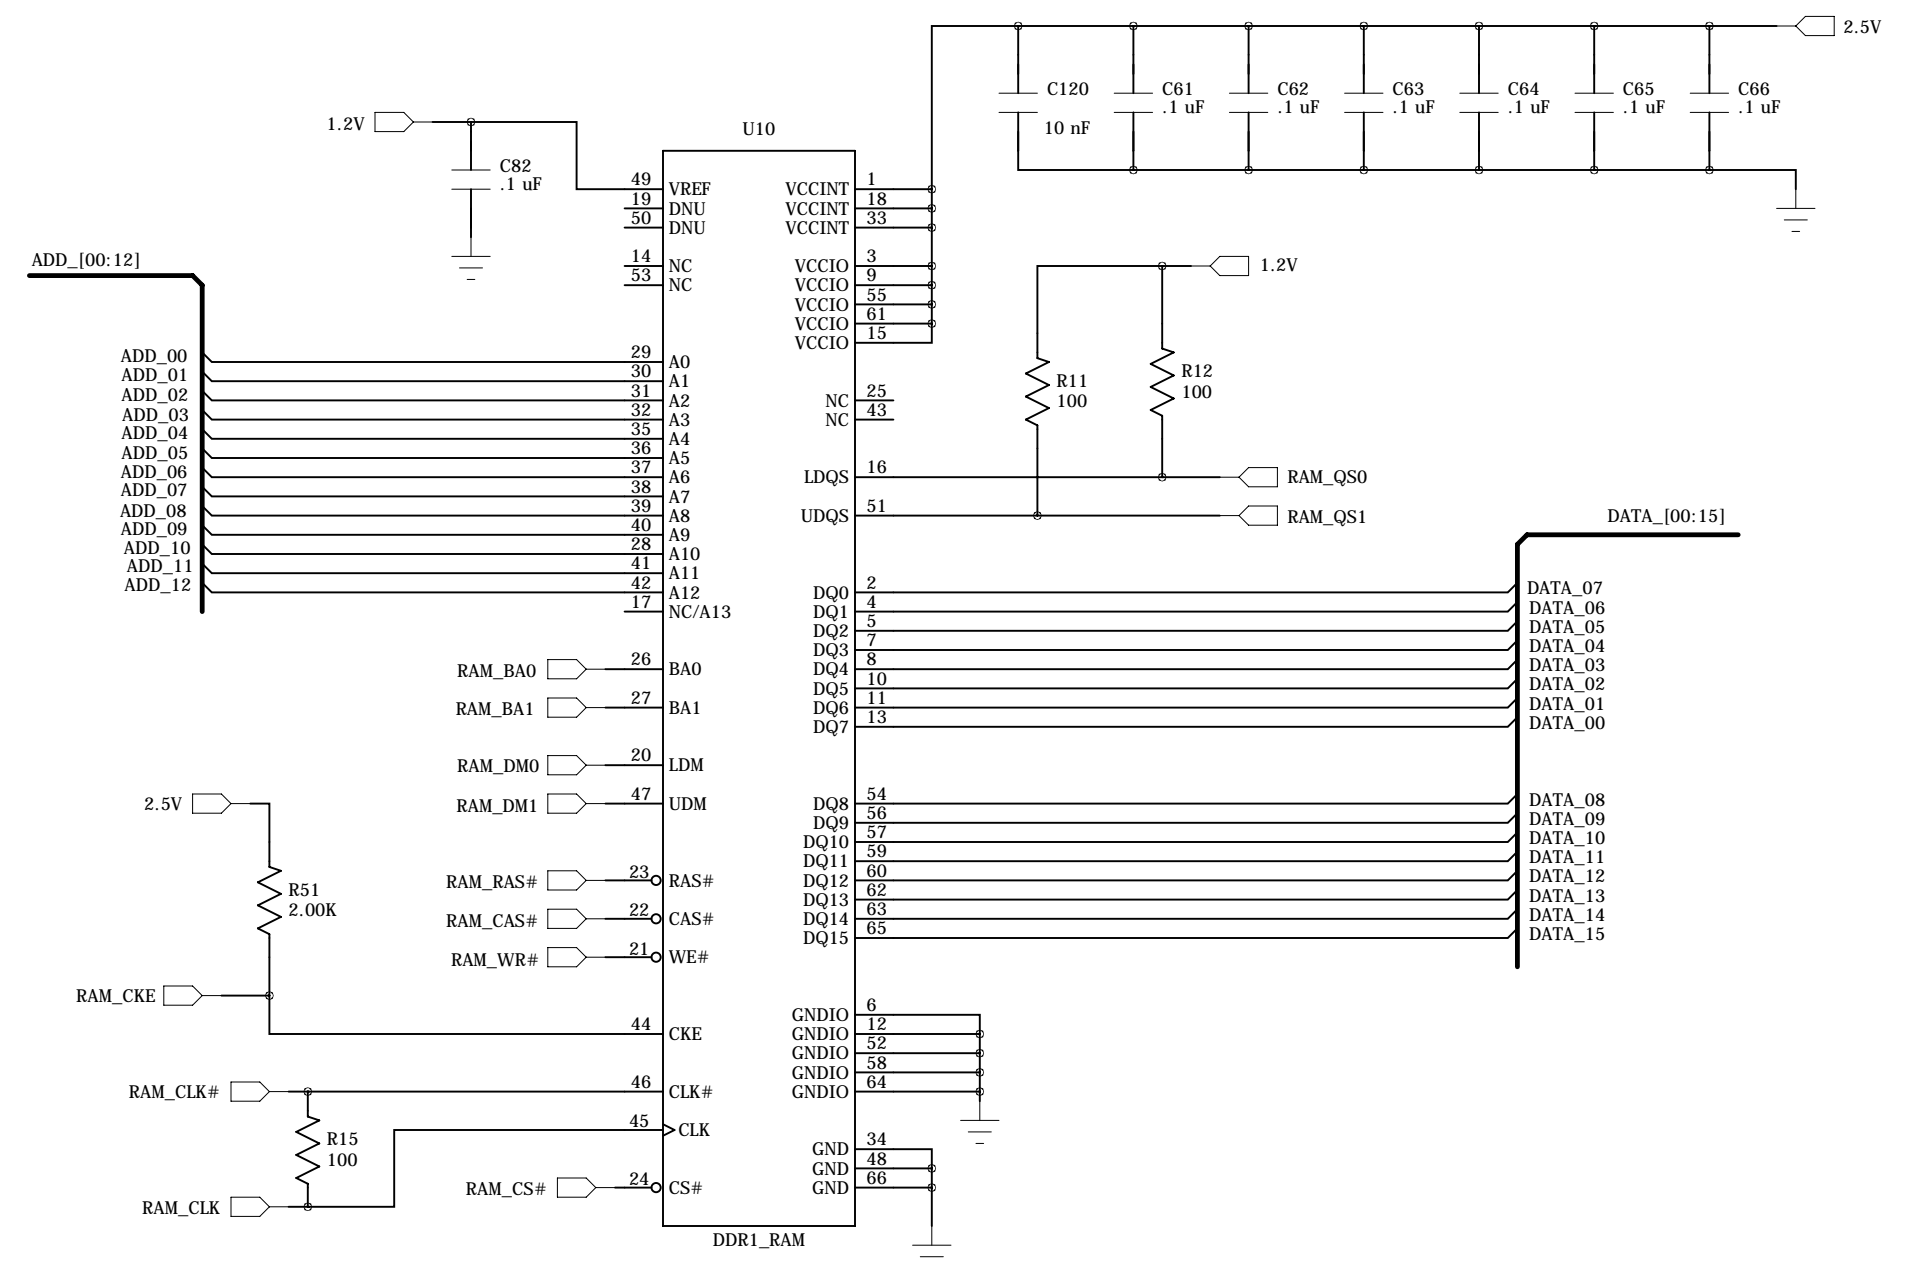 2.5V
C120
10 nF
C61
.1 uF
C62
.1 uF
C63
.1 uF
C64
.1 uF
C65
.1 uF
C66
.1 uF
1.2V
C82
.1 uF
U10
49 VREF
19 DNU
50 DNU
14 NC
53 NC
VCCINT 1
VCCINT 18
VCCINT 33
VCCIO 3
VCCIO 9
VCCIO 55
VCCIO 61
VCCIO 15
NC 25
NC 43
1.2V
R11
100
R12
100
LDQS 16 RAM_QS0
UDQS 51 RAM_QS1
ADD_[00:12]
ADD_00 29 A0
ADD_01 30 A1
ADD_02 31 A2
ADD_03 32 A3
ADD_04 35 A4
ADD_05 36 A5
ADD_06 37 A6
ADD_07 38 A7
ADD_08 39 A8
ADD_09 40 A9
ADD_10 28 A10
ADD_11 41 A11
ADD_12 42 A12
17 NC/A13
DATA_[00:15]
DQ0 2 DATA_07
DQ1 4 DATA_06
DQ2 5 DATA_05
DQ3 7 DATA_04
DQ4 8 DATA_03
DQ5 10 DATA_02
DQ6 11 DATA_01
DQ7 13 DATA_00
DQ8 54 DATA_08
DQ9 56 DATA_09
DQ10 57 DATA_10
DQ11 59 DATA_11
DQ12 60 DATA_12
DQ13 62 DATA_13
DQ14 63 DATA_14
DQ15 65 DATA_15
RAM_BA0 26 BA0
RAM_BA1 27 BA1
RAM_DM0 20 LDM
RAM_DM1 47 UDM
2.5V
R51
2.00K
RAM_RAS# 23 RAS#
RAM_CAS# 22 CAS#
RAM_WR# 21 WE#
RAM_CKE 44 CKE
RAM_CLK# 46 CLK#
45 CLK
R15
100
RAM_CLK
RAM_CS# 24 CS#
GNDIO 6
GNDIO 12
GNDIO 52
GNDIO 58
GNDIO 64
GND 34
GND 48
GND 66
DDR1_RAM